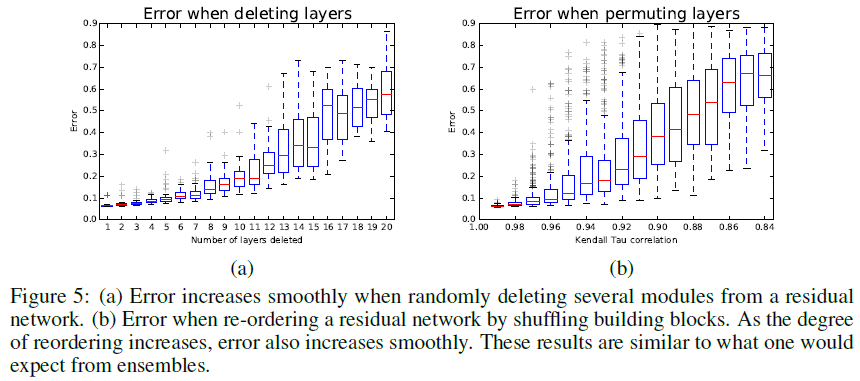 Error when deleting layers
0.9
0.8
0.7
0.6
0.5
0.4
0.3
0.2
0.1
0.0
Error
1 2 3 4 5 6 7 8 9 10 11 12 13 14 15 16 17 18 19 20
Number of layers deleted
(a)
Error when permuting layers
0.9
0.8
0.7
0.6
0.5
0.4
0.3
0.2
0.1
0.0
Error
1.00 0.98 0.96 0.94 0.92 0.90 0.88 0.86 0.84
Kendall Tau correlation
(b)
Figure 5: (a) Error increases smoothly when randomly deleting several modules from a residual
network. (b) Error when re-ordering a residual network by shuffling building blocks. As the degree
of reordering increases, error also increases smoothly. These results are similar to what one would
expect from ensembles.